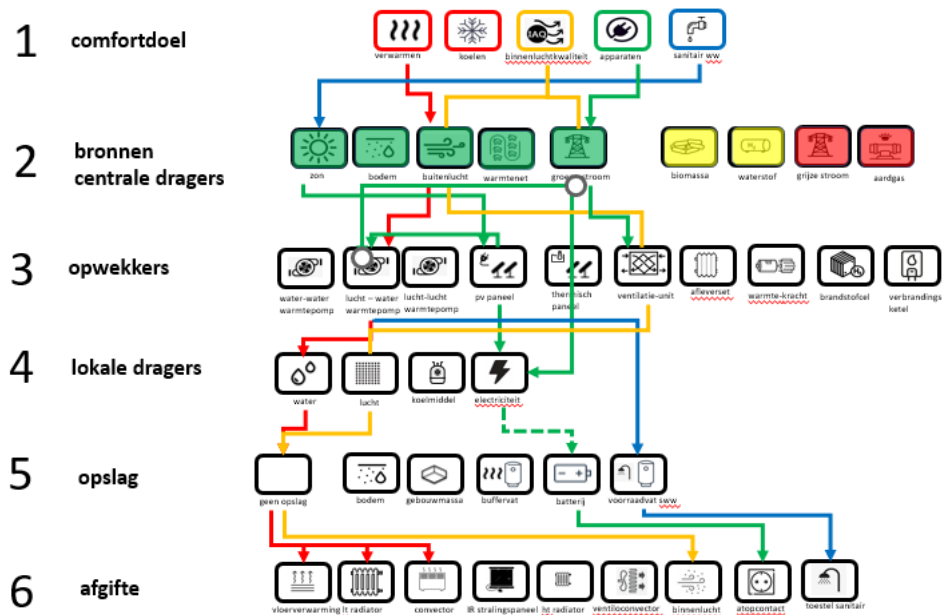 1 comfortdoel
verwarmen koelen binnenluchtkwaliteit apparaten sanitair ww
IAQ
2 bronnen
centrale dragers
zon bodem buitenlucht warmtenet stroom biomassa waterstof grijze stroom aardgas
H₂
3 opwekkers
water-water
warmtepomp
lucht – water
warmtepomp
lucht-lucht
warmtepomp
pv paneel
thermisch
paneel
ventilatie-unit
afleverset
warmte-kracht
brandstofcel
verbrandings
ketel
4 lokale dragers
water lucht koelmiddel electriciteit
5 opslag
geen opslag bodem gebouwmassa buffervat batterij voorraadvat sww
6 afgifte
vloerverwarming lt radiator convector IR stralingspaneel ht radiator ventiloconvector binnenlucht atopcontact toestel sanitair